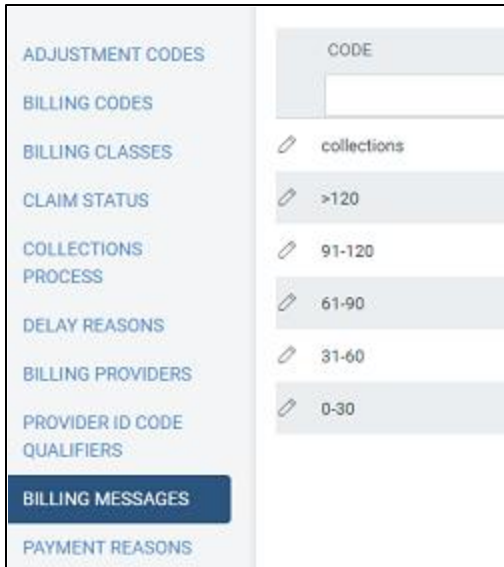 ADJUSTMENT CODES
BILLING CODES
BILLING CLASSES
CLAIM STATUS
COLLECTIONS
PROCESS
DELAY REASONS
BILLING PROVIDERS
PROVIDER ID CODE
QUALIFIERS
BILLING MESSAGES
PAYMENT REASONS
CODE
collections
>120
91-120
61-90
31-60
0-30